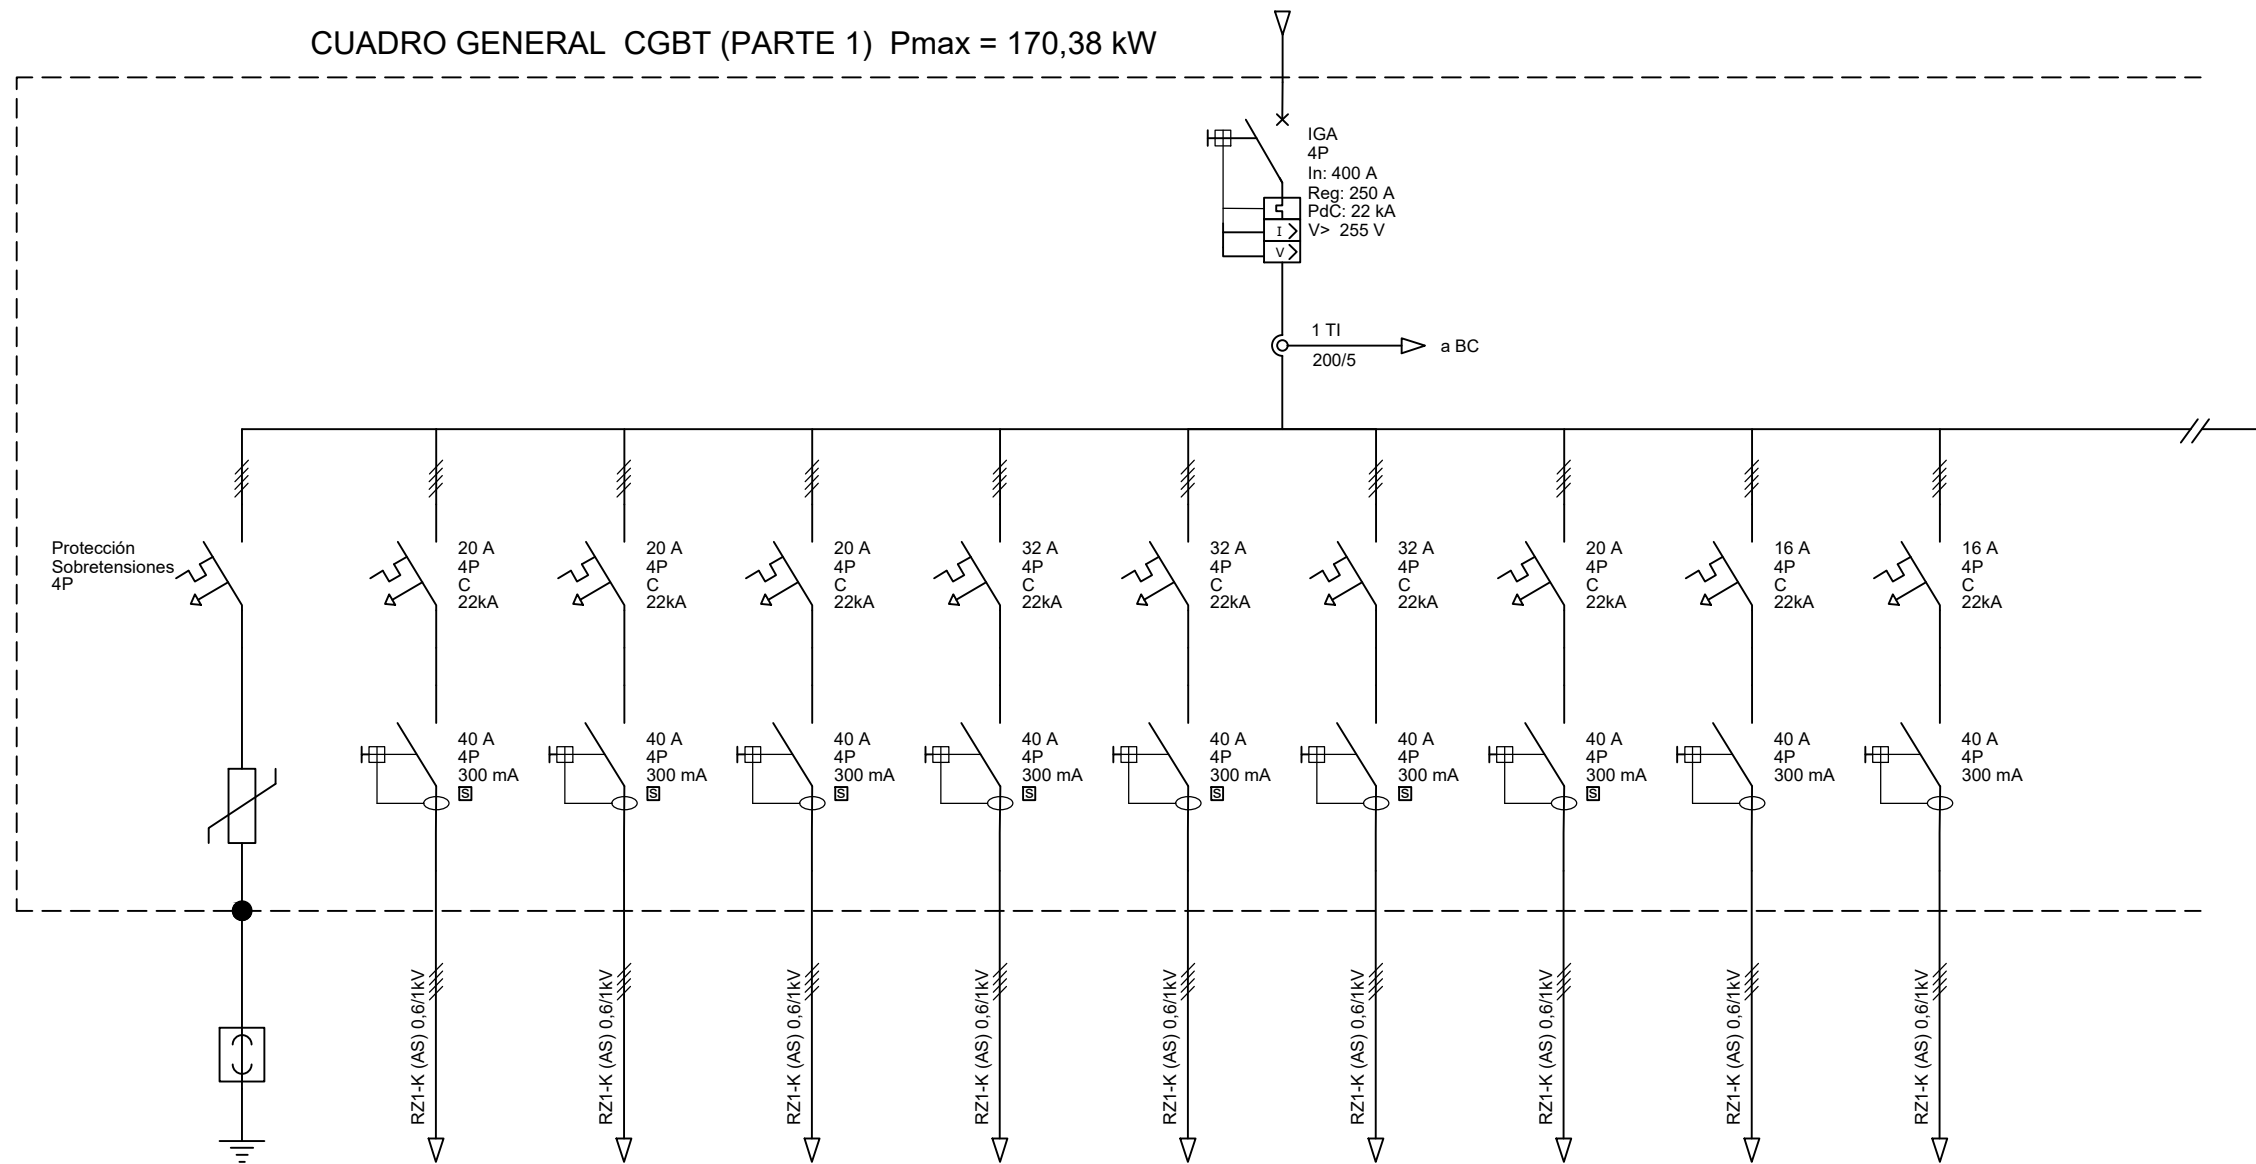 CUADRO GENERAL CGBT (PARTE 1) Pmax = 170,38 kW
IGA
4P
In: 400 A
Reg: 250 A
PdC: 22 kA
V> 255 V
I >
V >
1 TI
200/5
a BC
Protección
Sobretensiones
4P
20 A
4P
C
22kA
20 A
4P
C
22kA
20 A
4P
C
22kA
32 A
4P
C
22kA
32 A
4P
C
22kA
32 A
4P
C
22kA
20 A
4P
C
22kA
16 A
4P
C
22kA
16 A
4P
C
22kA
40 A
4P
300 mA
S
40 A
4P
300 mA
S
40 A
4P
300 mA
S
40 A
4P
300 mA
S
40 A
4P
300 mA
S
40 A
4P
300 mA
S
40 A
4P
300 mA
S
40 A
4P
300 mA
40 A
4P
300 mA
RZ1-K (AS) 0,6/1kV
RZ1-K (AS) 0,6/1kV
RZ1-K (AS) 0,6/1kV
RZ1-K (AS) 0,6/1kV
RZ1-K (AS) 0,6/1kV
RZ1-K (AS) 0,6/1kV
RZ1-K (AS) 0,6/1kV
RZ1-K (AS) 0,6/1kV
RZ1-K (AS) 0,6/1kV